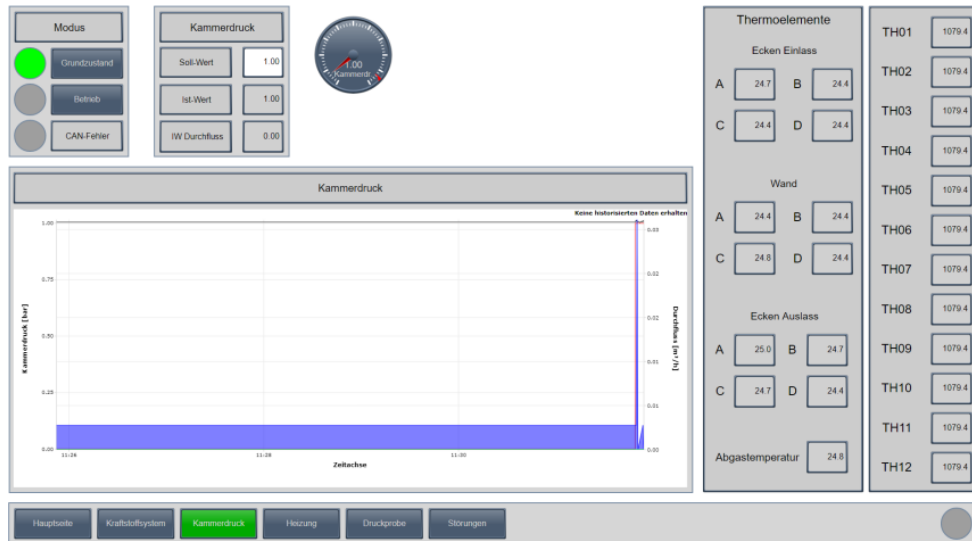 Modus
Grundzustand
Betrieb
CAN-Fehler
Kammerdruck
Soll-Wert 1.00
Ist-Wert 1.00
IW Durchfluss 0.00
1.00
Kammerdr
Kammerdruck
Keine historisierten Daten erhalten
1.00
0.75
0.50
0.25
0.00
Kammerdruck [bar]
0.03
0.02
0.02
0.01
0.01
0.00
Durchfluss [m³/h]
11:26 11:28 11:30
Zeitachse
Thermoelemente
Ecken Einlass
A 24.7 B 24.4
C 24.4 D 24.4
Wand
A 24.4 B 24.4
C 24.8 D 24.4
Ecken Auslass
A 25.0 B 24.7
C 24.7 D 24.4
Abgastemperatur 24.8
TH01 1079.4
TH02 1079.4
TH03 1079.4
TH04 1079.4
TH05 1079.4
TH06 1079.4
TH07 1079.4
TH08 1079.4
TH09 1079.4
TH10 1079.4
TH11 1079.4
TH12 1079.4
Hauptseite Kraftstoffsystem Kammerdruck Heizung Druckprobe Störungen